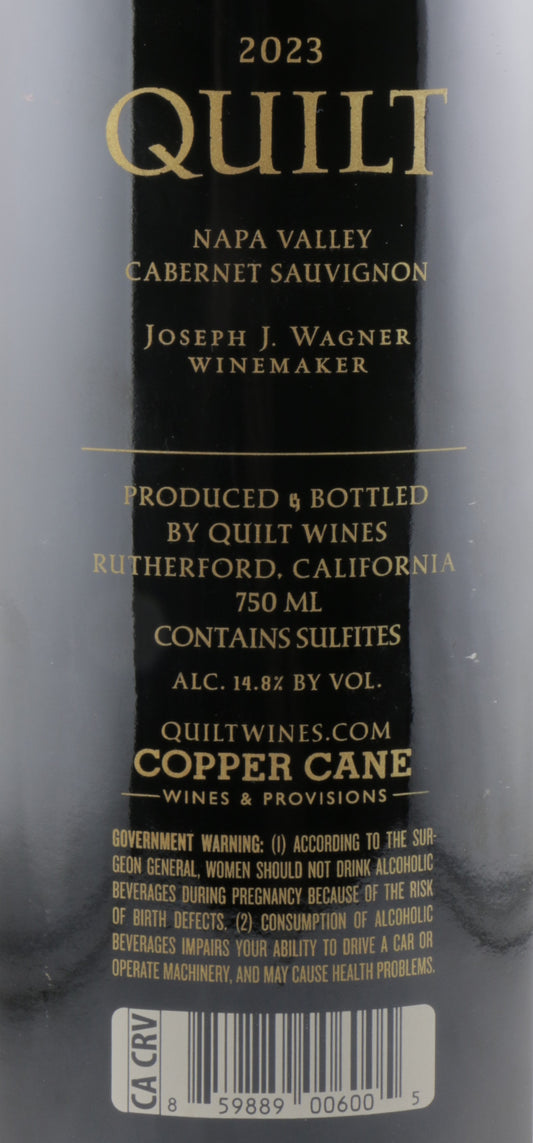 2023
QUILT
NAPA VALLEY
CABERNET SAUVIGNON
JOSEPH J. WAGNER
WINEMAKER
PRODUCED & BOTTLED
BY QUILT WINES
RUTHERFORD, CALIFORNIA
750 ML
CONTAINS SULFITES
ALC. 14.8% BY VOL.
QUILTWINES.COM
COPPER CANE
WINES & PROVISIONS
GOVERNMENT WARNING: (1) ACCORDING TO THE SUR-
GEON GENERAL, WOMEN SHOULD NOT DRINK ALCOHOLIC
BEVERAGES DURING PREGNANCY BECAUSE OF THE RISK
OF BIRTH DEFECTS. (2) CONSUMPTION OF ALCOHOLIC
BEVERAGES IMPAIRS YOUR ABILITY TO DRIVE A CAR OR
OPERATE MACHINERY, AND MAY CAUSE HEALTH PROBLEMS.
CA CRV
8 59889 00600 5